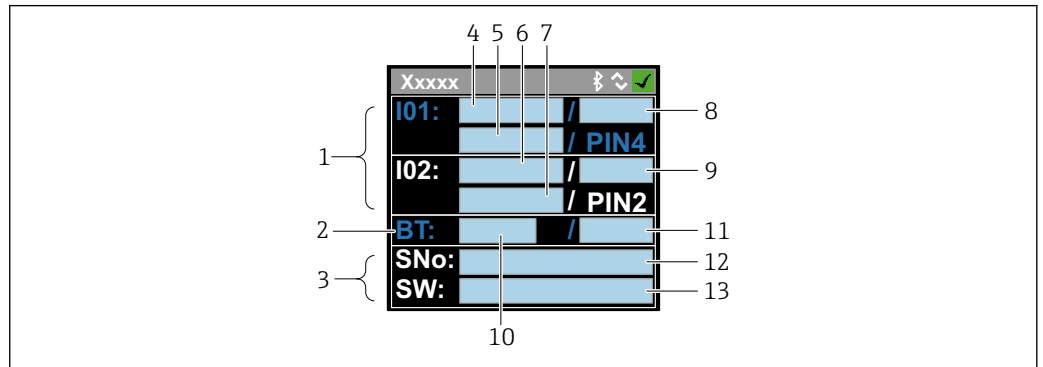 4 5 6 7
Xxxxx
I01: / 8
1 / PIN4
I02: / 9
/ PIN2
2 BT: / 11
3 SNo: 12
SW: 13
10